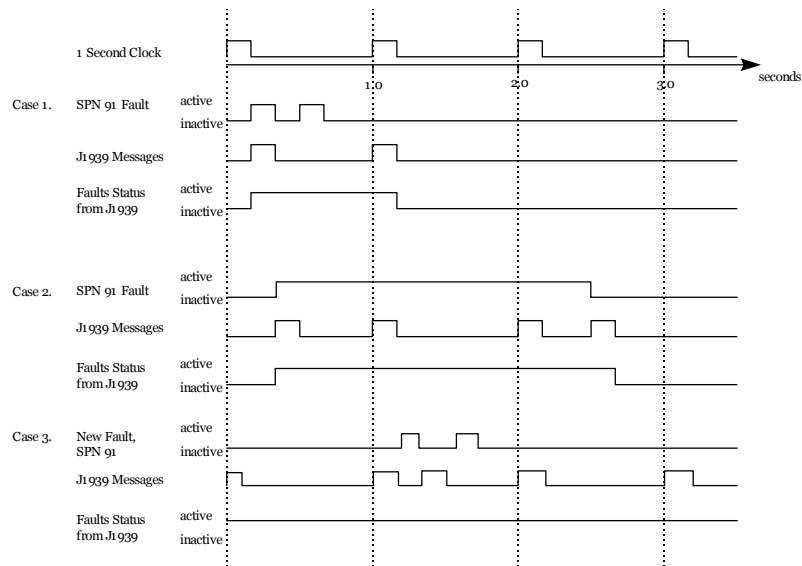 1 Second Clock
seconds
1.0
2.0
3.0
Case 1.
SPN 91 Fault
active
inactive
J1939 Messages
Faults Status
from J1939
active
inactive
Case 2.
SPN 91 Fault
active
inactive
J1939 Messages
Faults Status
from J1939
active
inactive
Case 3.
New Fault,
SPN 91
active
inactive
J1939 Messages
Faults Status
from J1939
active
inactive